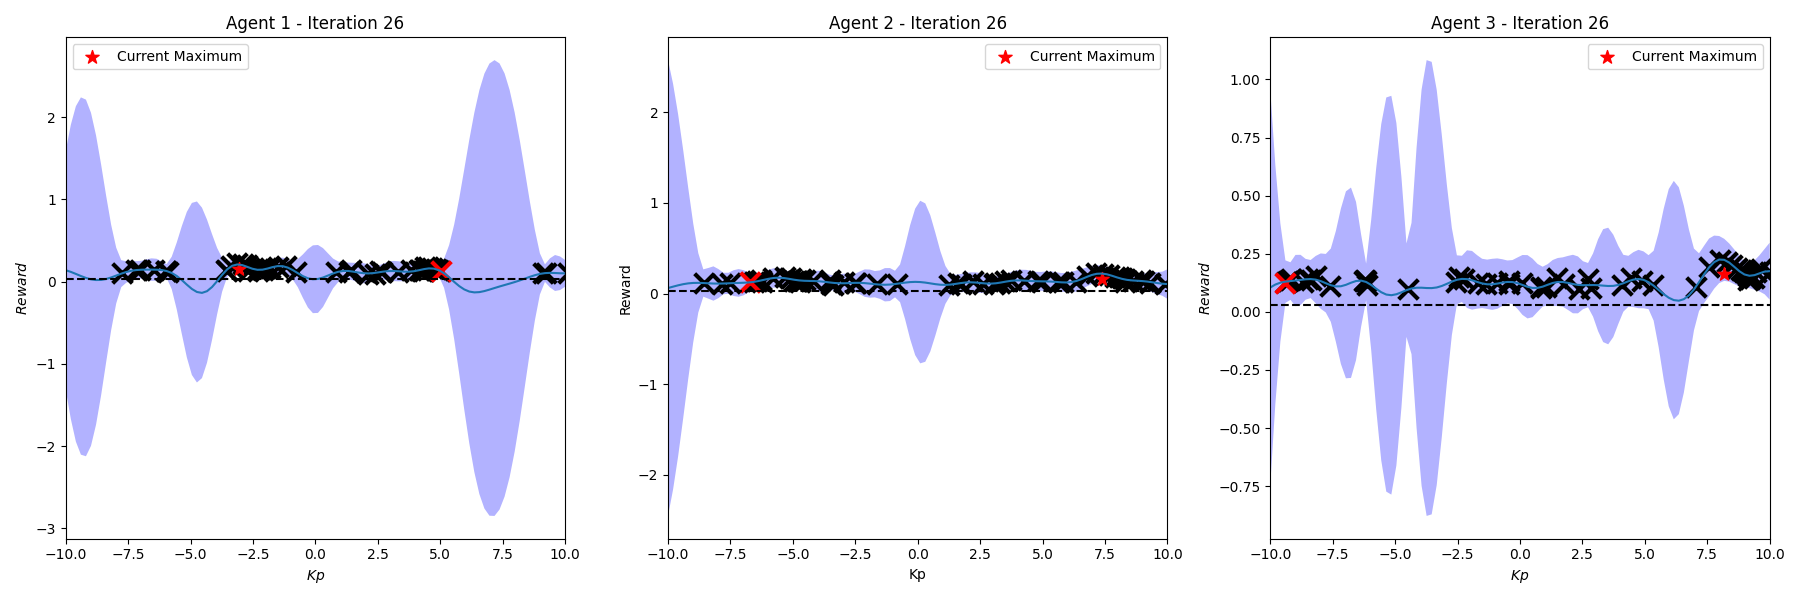 Agent 1 - Iteration 26
Current Maximum
Reward
2
1
0
−1
−2
−3
−10.0 −7.5 −5.0 −2.5 0.0 2.5 5.0 7.5 10.0
Kp
Agent 2 - Iteration 26
Current Maximum
Reward
2
1
0
−1
−2
−10.0 −7.5 −5.0 −2.5 0.0 2.5 5.0 7.5 10.0
Kp
Agent 3 - Iteration 26
Current Maximum
Reward
1.00
0.75
0.50
0.25
0.00
−0.25
−0.50
−0.75
−10.0 −7.5 −5.0 −2.5 0.0 2.5 5.0 7.5 10.0
Kp